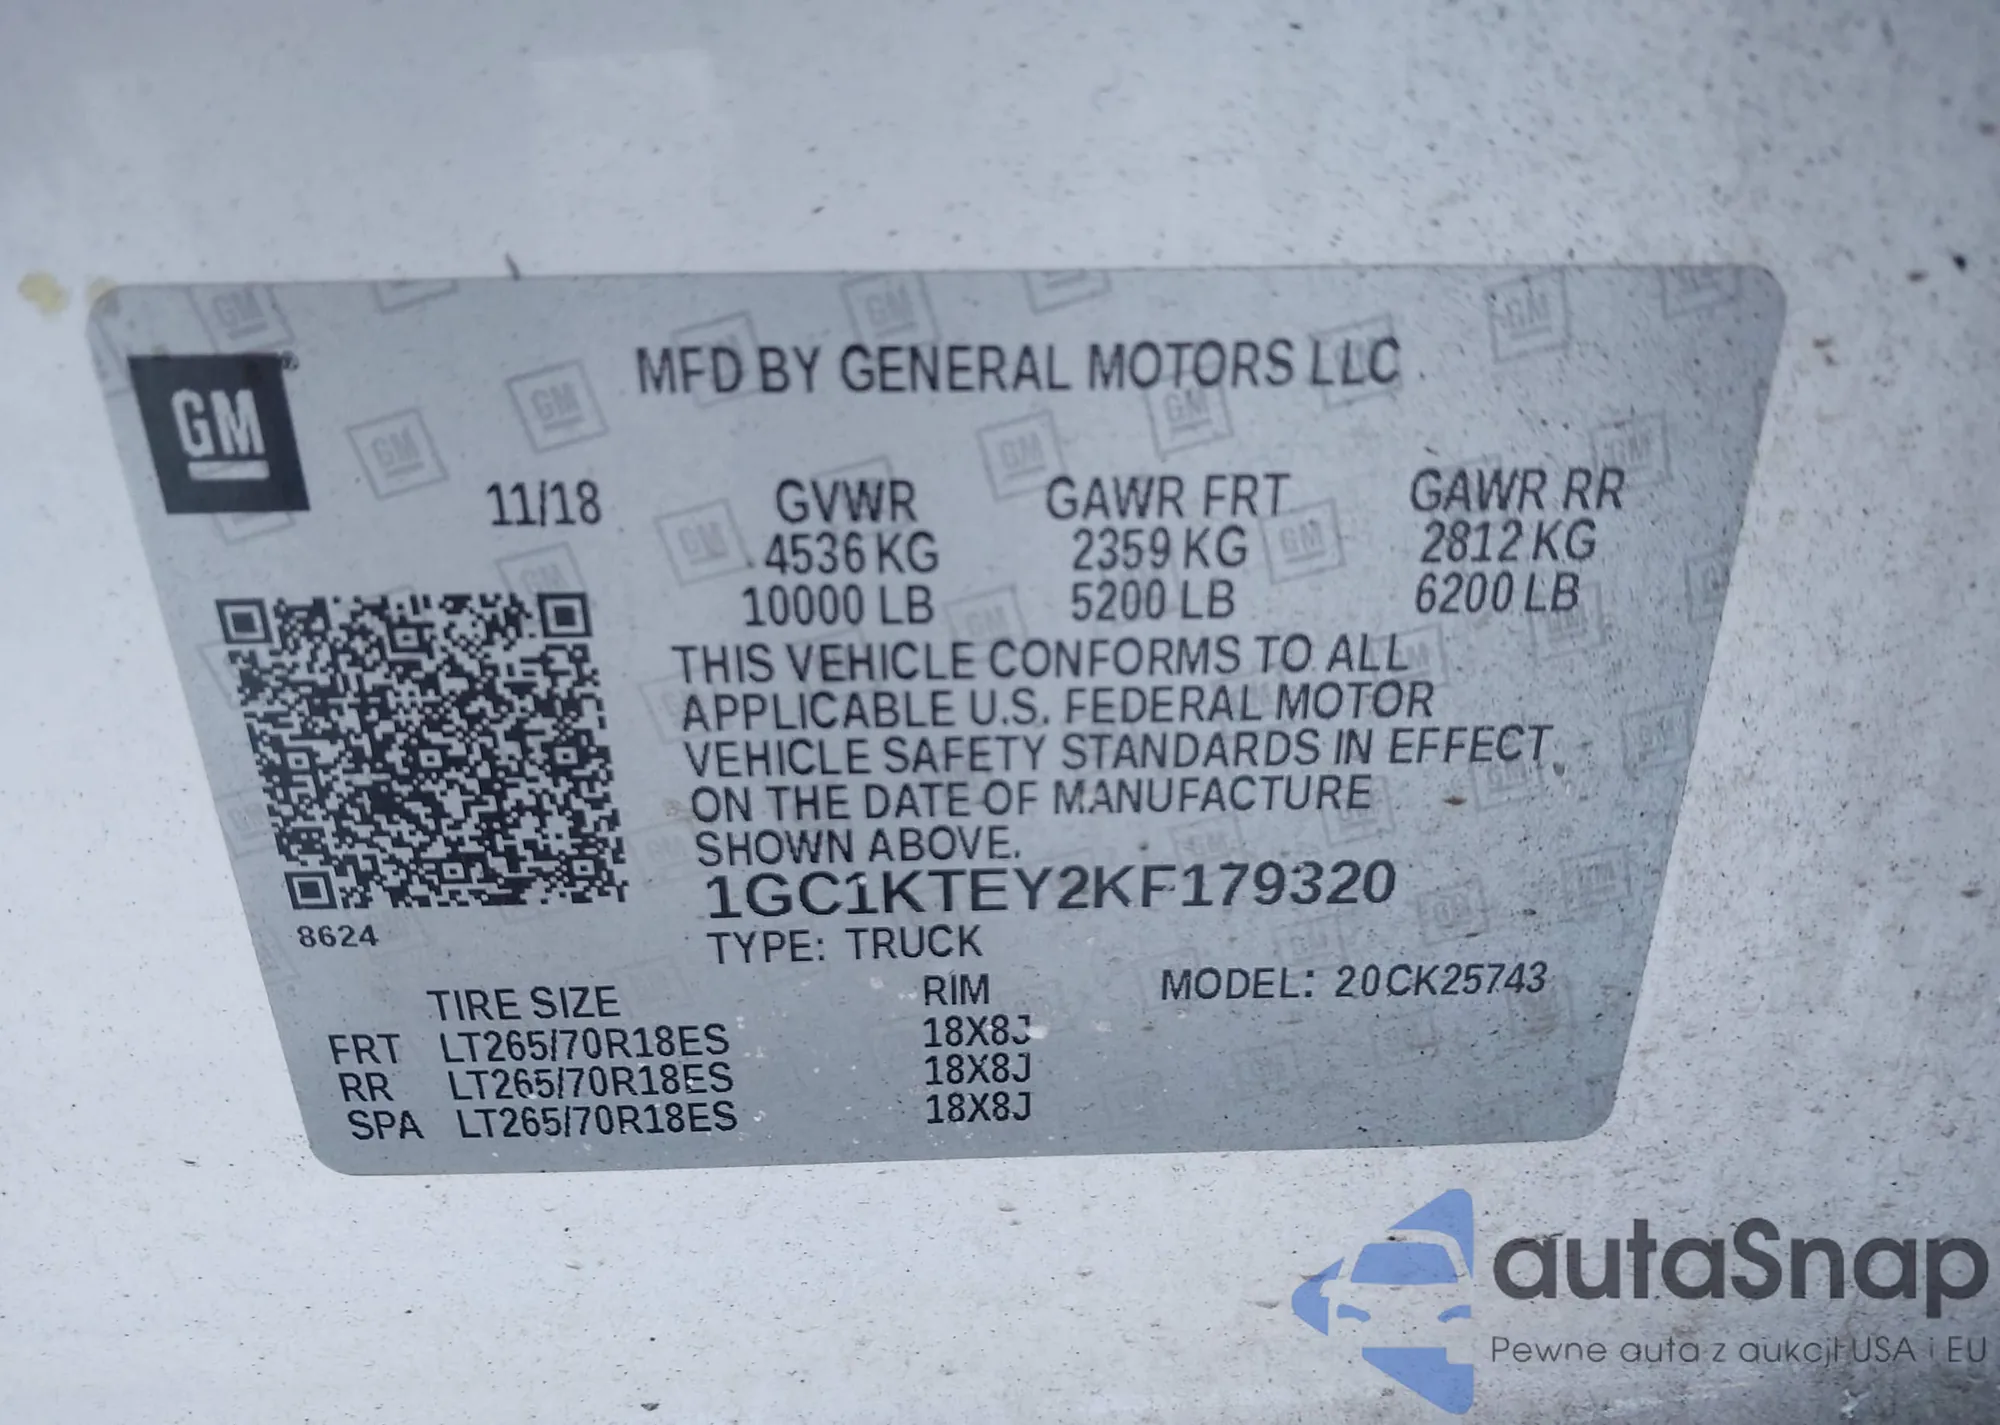 MFD BY GENERAL MOTORS LLC
GM
11/18 GVWR GAWR FRT GAWR RR
4536 KG 2359 KG 2812 KG
10000 LB 5200 LB 6200 LB
THIS VEHICLE CONFORMS TO ALL
APPLICABLE U.S. FEDERAL MOTOR
VEHICLE SAFETY STANDARDS IN EFFECT
ON THE DATE OF MANUFACTURE
SHOWN ABOVE.
1GC1KTEY2KF179320
8624
TYPE: TRUCK
TIRE SIZE RIM MODEL: 20CK25743
FRT LT265/70R18ES 18X8J
RR LT265/70R18ES 18X8J
SPA LT265/70R18ES 18X8J
autaSnap
Pewne auta z aukcji USA i EU